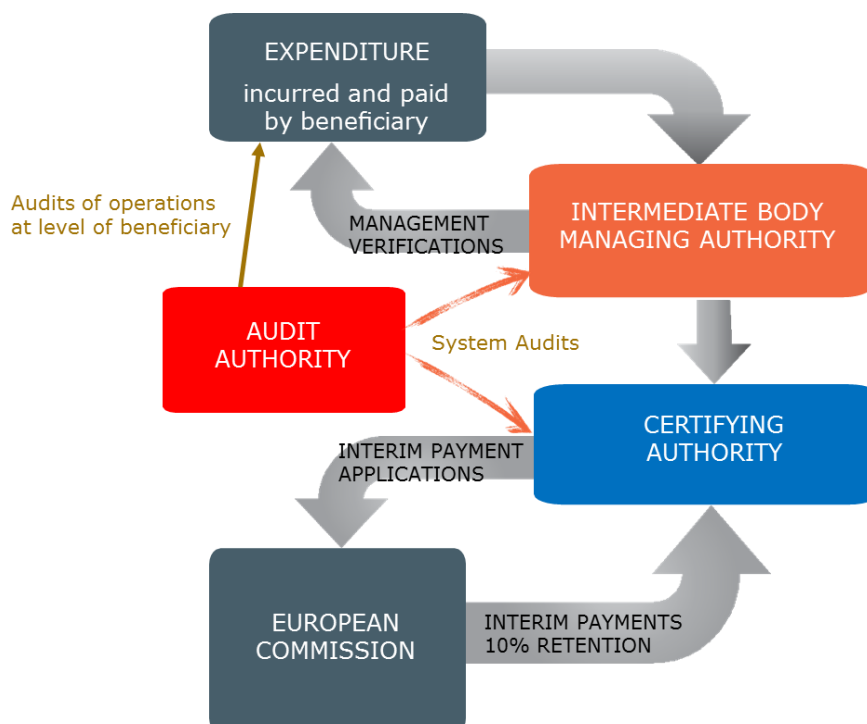 EXPENDITURE
incurred and paid
by beneficiary
Audits of operations
at level of beneficiary
MANAGEMENT
VERIFICATIONS
INTERMEDIATE BODY
MANAGING AUTHORITY
AUDIT
AUTHORITY
System Audits
CERTIFYING
AUTHORITY
INTERIM PAYMENT
APPLICATIONS
EUROPEAN
COMMISSION
INTERIM PAYMENTS
10% RETENTION